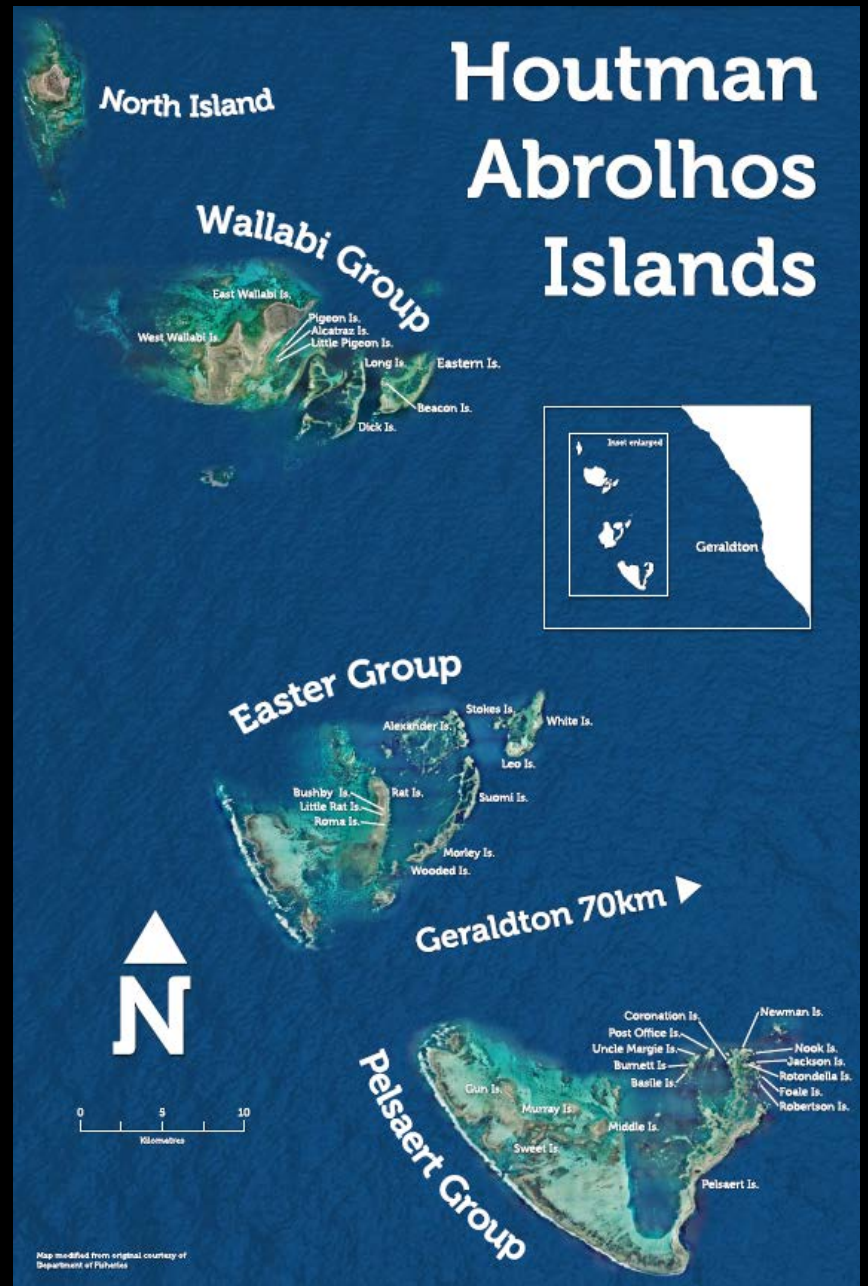 Houtman
Abrolhos
Islands
North Island
Wallabi Group
East Wallabi Is.
West Wallabi Is.
Pigeon Is.
Alcatraz Is.
Little Pigeon Is.
Long Is.
Eastern Is.
Beacon Is.
Dick Is.
Inset enlarged
Geraldton
Easter Group
Stokes Is.
Alexander Is.
White Is.
Leo Is.
Bushby Is.
Rat Is.
Little Rat Is.
Suomi Is.
Roma Is.
Morley Is.
Wooded Is.
Geraldton 70km
N
0 5 10
Kilometres
Pelsaert Group
Coronation Is.
Newman Is.
Post Office Is.
Uncle Margie Is.
Nook Is.
Burnett Is
Jackson Is.
Basile Is.
Rotondella Is.
Foale Is.
Robertson Is.
Gun Is.
Murray Is.
Middle Is.
Sweet Is.
Pelsaert Is.
Map modified from original courtesy of
Department of Fisheries